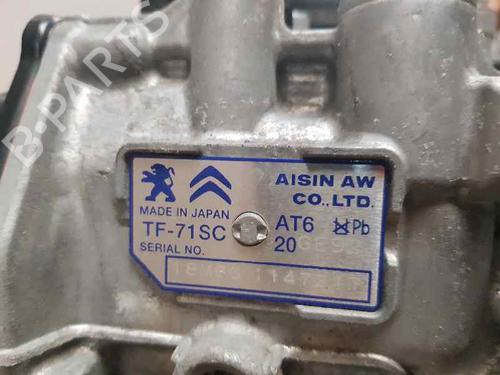 B-PARTS
AISIN AW
CO.,LTD.
MADE IN JAPAN
TF-71SC
AT6 Pb
SERIAL NO.
20